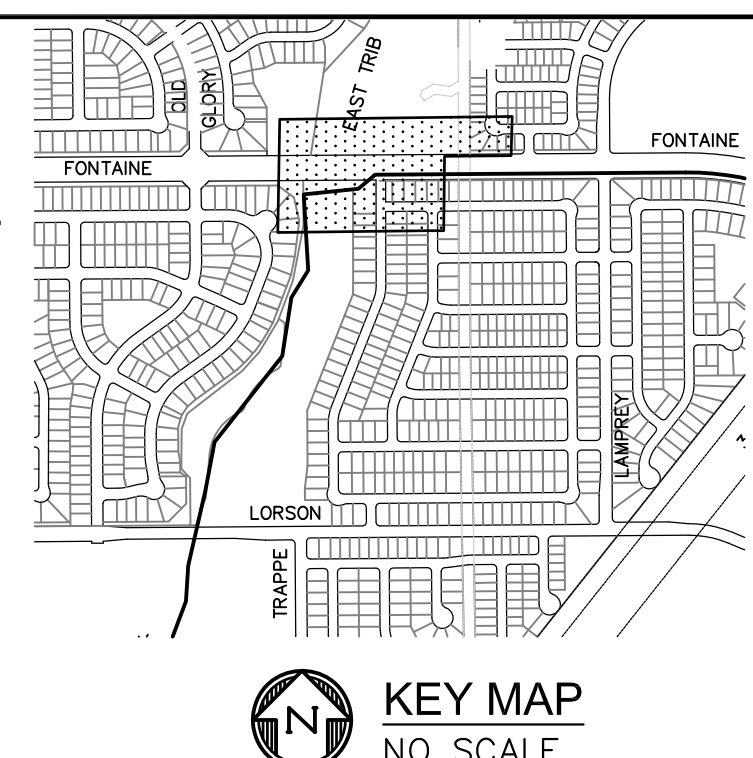 EAST TRIB
OLD
GLORY
FONTAINE
FONTAINE
LAMPREY
LORSON
TRAPPE
N
KEY MAP
NO SCALE